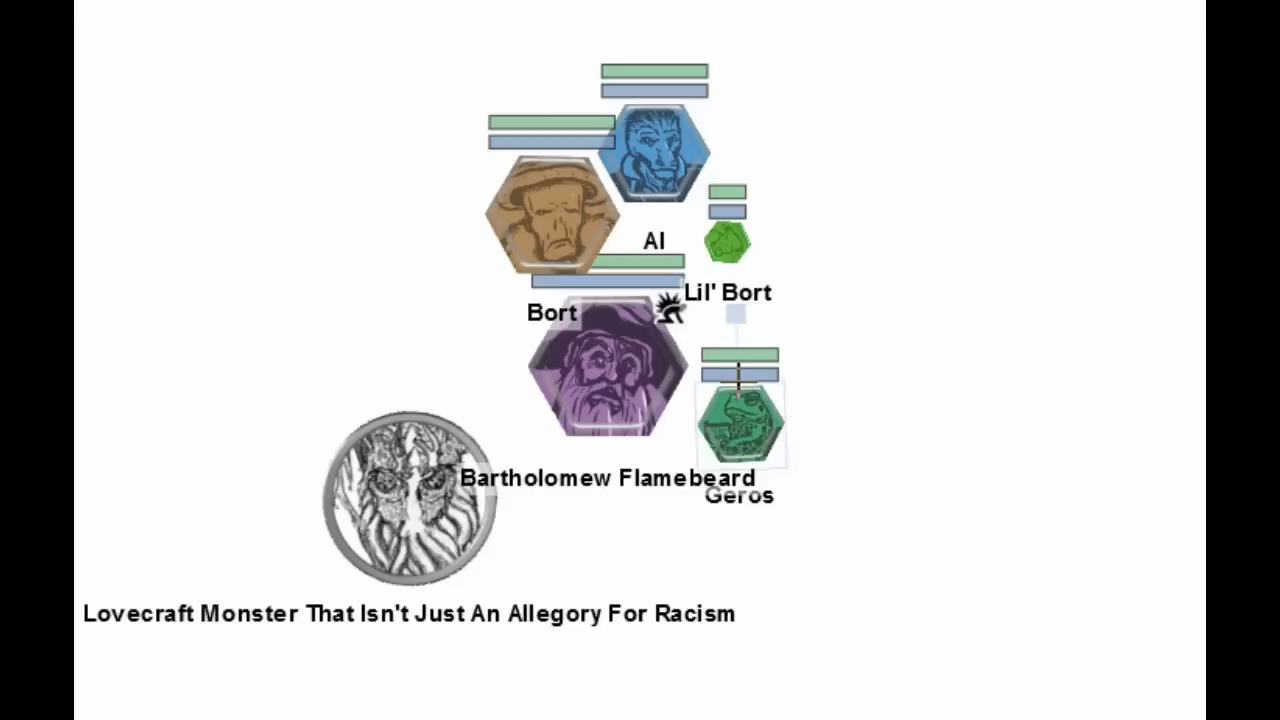 Al
Lil' Bort
Bort
Bartholomew Flamebeard
Geros
Lovecraft Monster That Isn't Just An Allegory For Racism